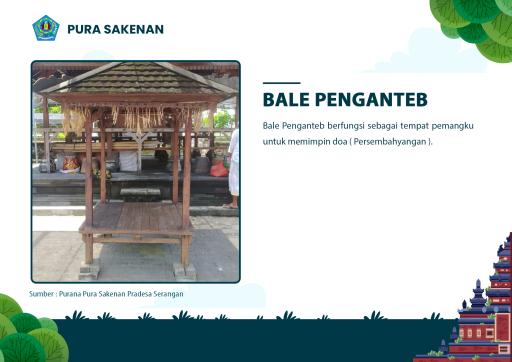 PURA SAKENAN
BALE PENGANTEB
Bale Penganteb berfungsi sebagai tempat pemangku
untuk memimpin doa ( Persembahyangan ).
Sumber : Purana Pura Sakenan Pradesa Serangan